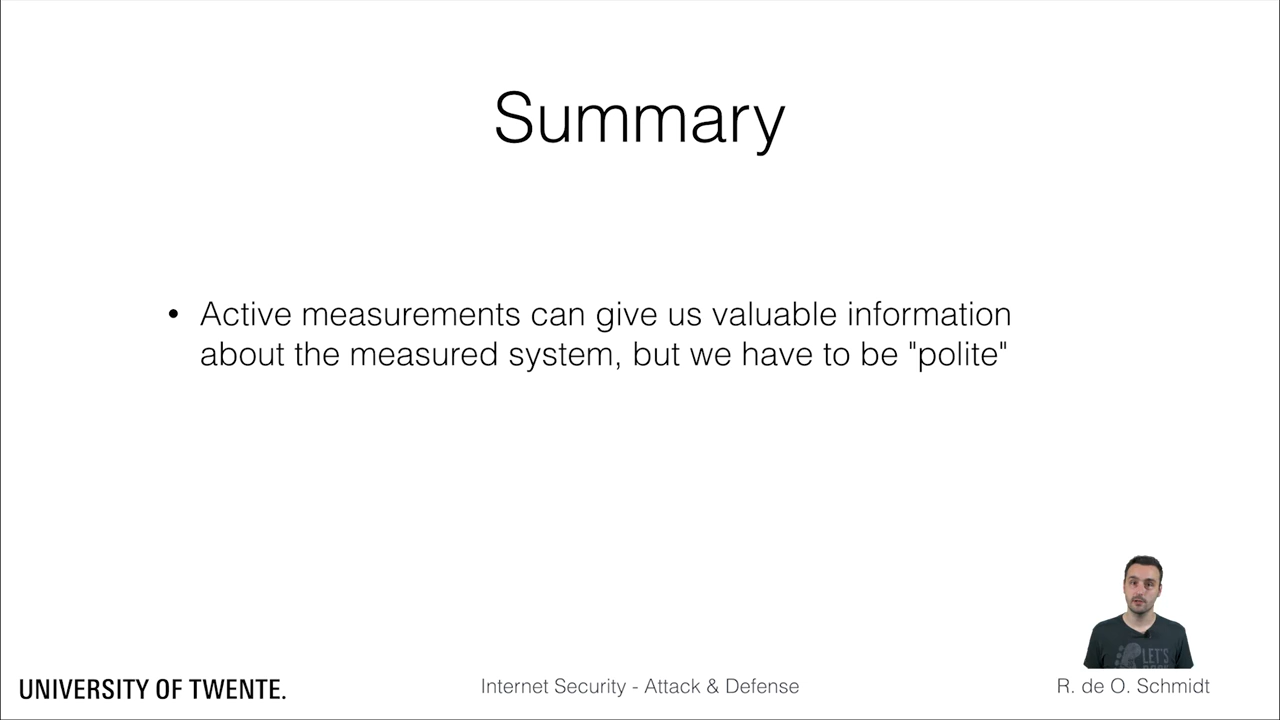 Summary
• Active measurements can give us valuable information
about the measured system, but we have to be "polite"
LET'S
UNIVERSITY OF TWENTE.
Internet Security - Attack & Defense
R. de O. Schmidt